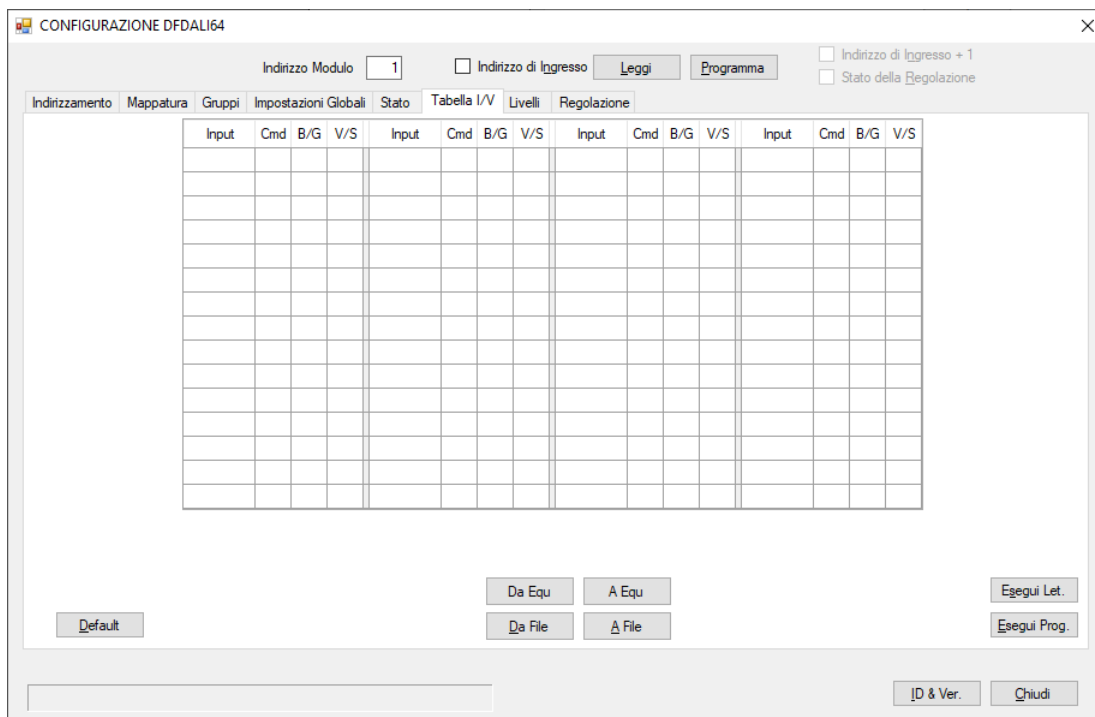 CONFIGURAZIONE DFDALI64
Indirizzo Modulo 1 Indirizzo di Ingresso Leggi Programma Indirizzo di Ingresso + 1
Stato della Regolazione
Indirizzamento Mappatura Gruppi Impostazioni Globali Stato Tabella I/V Livelli Regolazione
Input Cmd B/G V/S Input Cmd B/G V/S Input Cmd B/G V/S Input Cmd B/G V/S
Da Equ A Equ Esegui Let.
Default Da File A File Esegui Prog.
ID & Ver. Chiudi